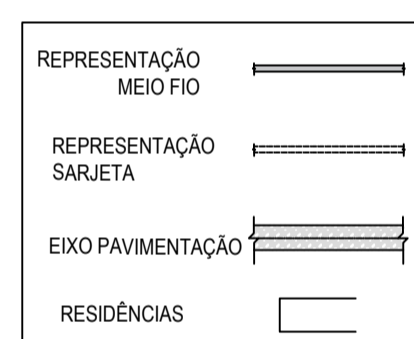 REPRESENTAÇÃO
MEIO FIO
REPRESENTAÇÃO
SARJETA
EIXO PAVIMENTAÇÃO
RESIDÊNCIAS